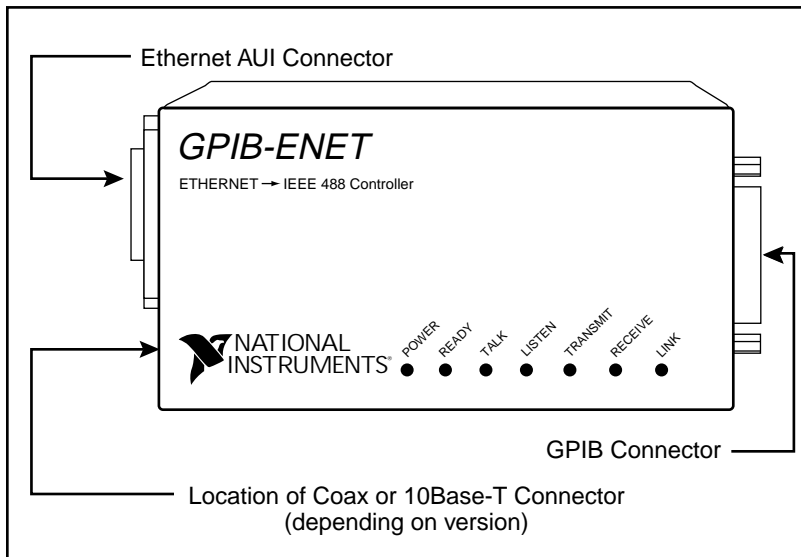 Ethernet AUI Connector
GPIB-ENET
ETHERNET → IEEE 488 Controller
NATIONAL
INSTRUMENTS®
POWER
READY
TALK
LISTEN
TRANSMIT
RECEIVE
LINK
GPIB Connector
Location of Coax or 10Base-T Connector
(depending on version)